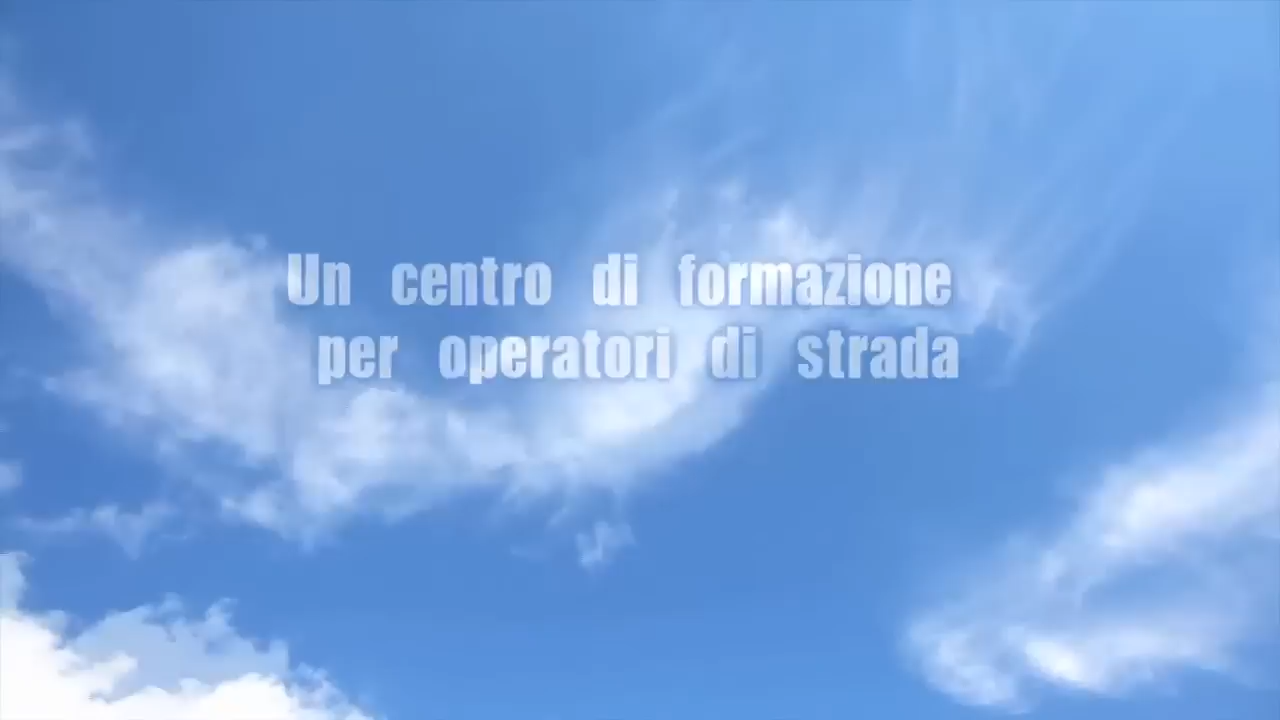 Un centro di formazione
per operatori di strada